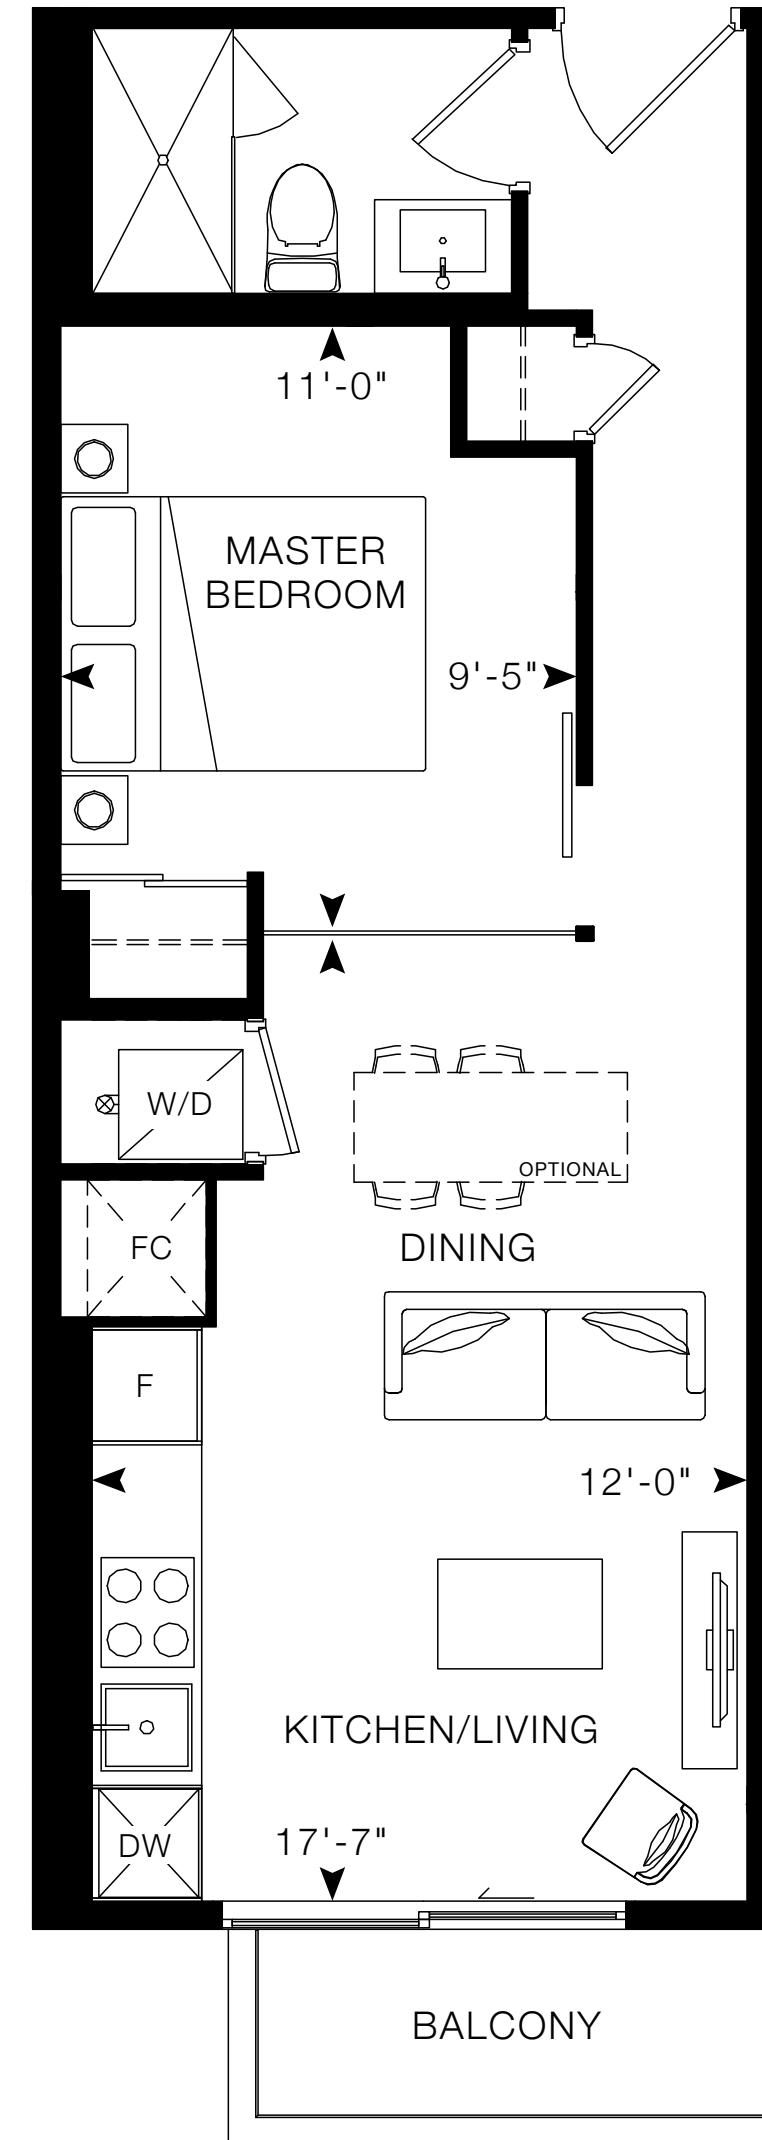 11'-0"
MASTER
BEDROOM
9'-5"
W/D
OPTIONAL
FC
DINING
F
12'-0"
KITCHEN/LIVING
DW
17'-7"
BALCONY